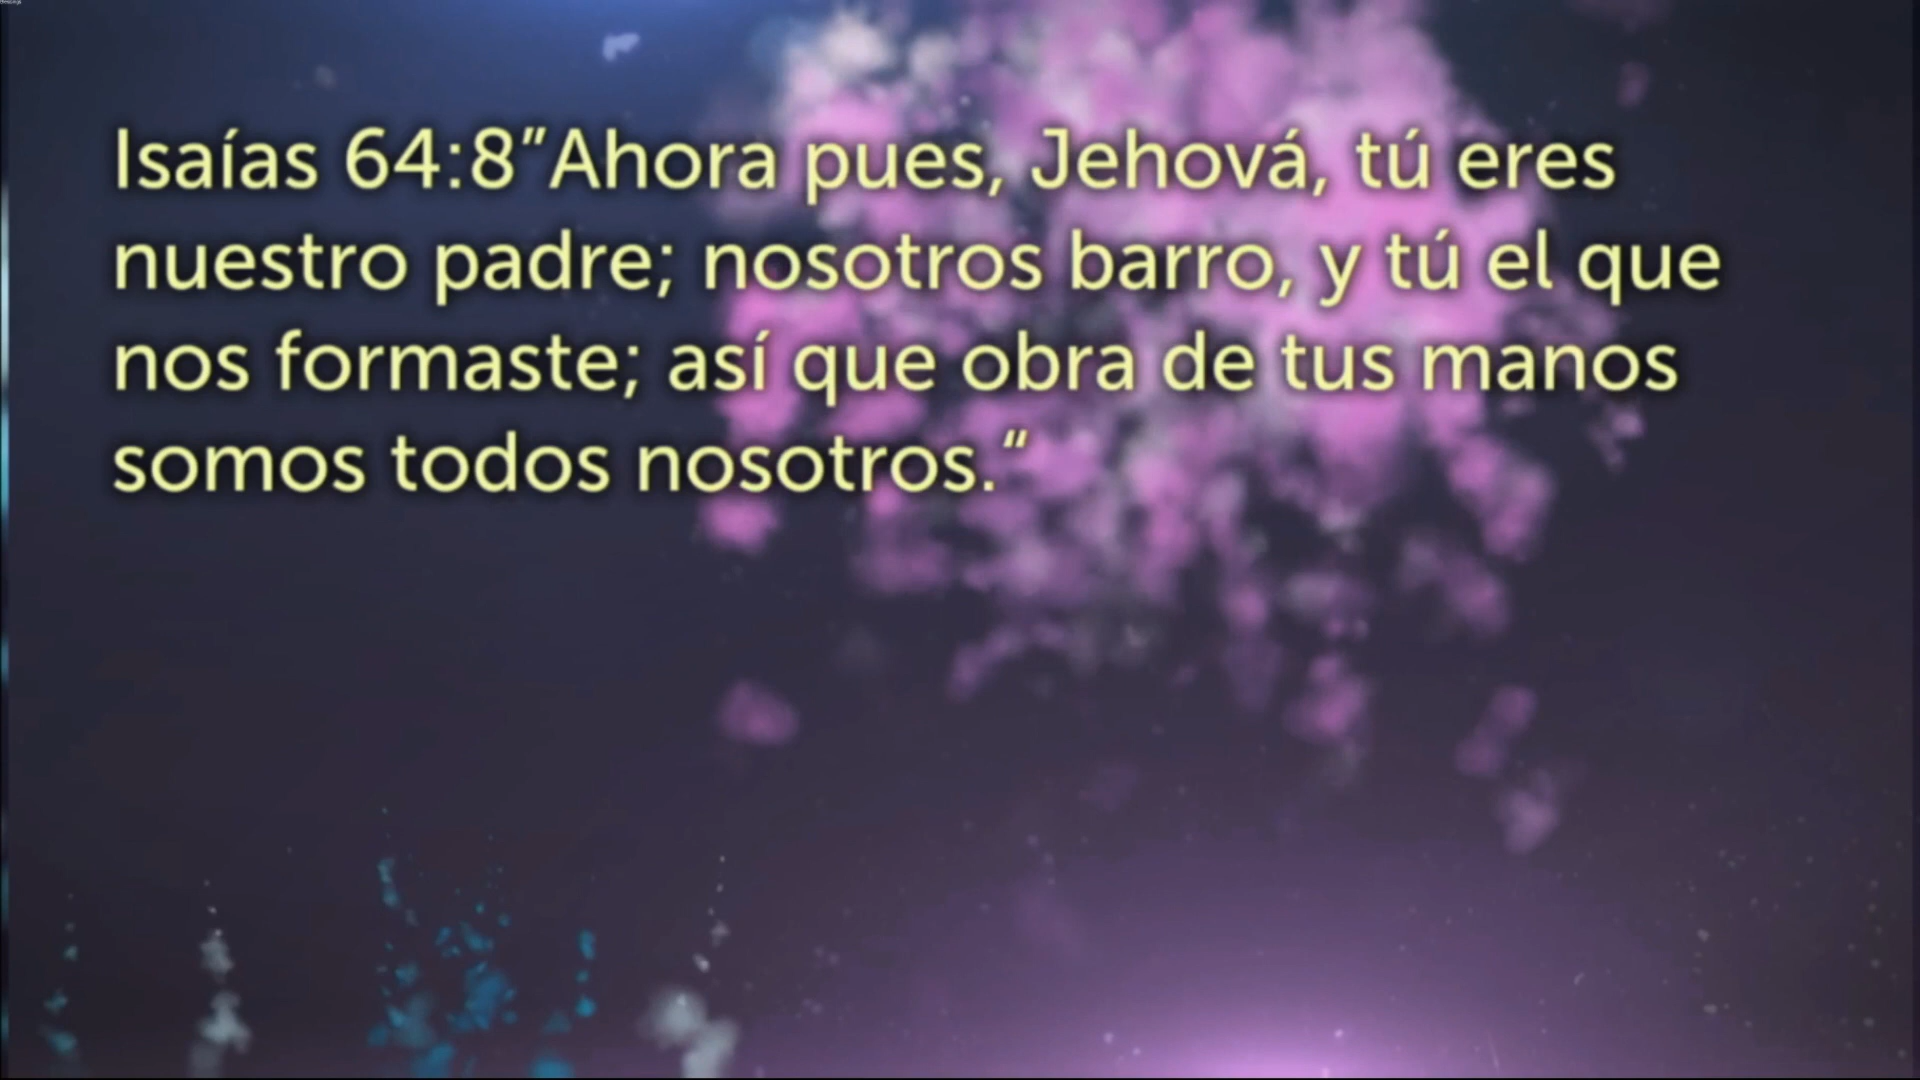 Isaías 64:8”Ahora pues, Jehová, tú eres
nuestro padre; nosotros barro, y tú el que
nos formaste; así que obra de tus manos
somos todos nosotros.“